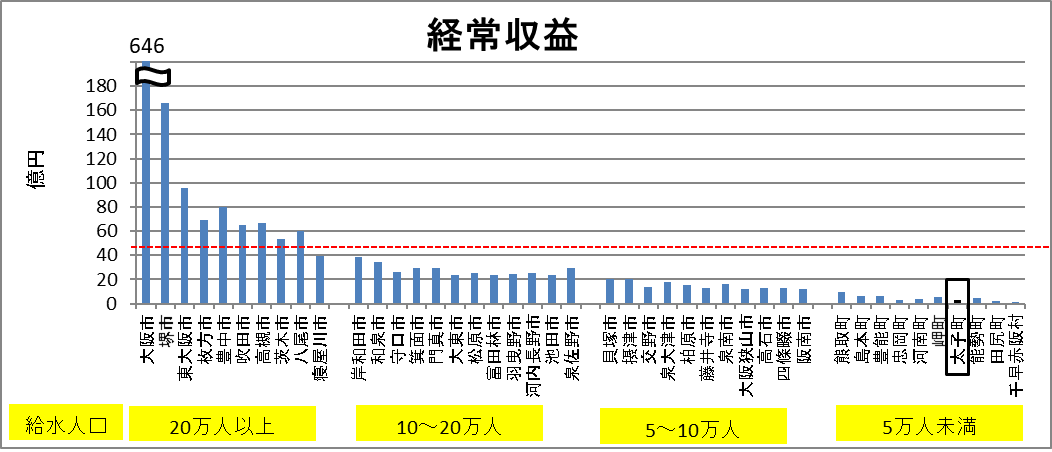 経常収益
646
億円
180
160
140
120
100
80
60
40
20
0
大阪市
堺市
東大阪市
枚方市
豊中市
吹田市
高槻市
茨木市
八尾市
寝屋川市
岸和田市
和泉市
守口市
箕面市
門真市
大東市
松原市
富田林市
羽曳野市
河内長野市
池田市
泉佐野市
貝塚市
摂津市
交野市
泉大津市
柏原市
藤井寺市
泉南市
大阪狭山市
高石市
四條畷市
阪南市
熊取町
島本町
豊能町
忠岡町
河南町
岬町
太子町
能勢町
田尻町
千早赤阪村
給水人口
20万人以上
10～20万人
5～10万人
5万人未満